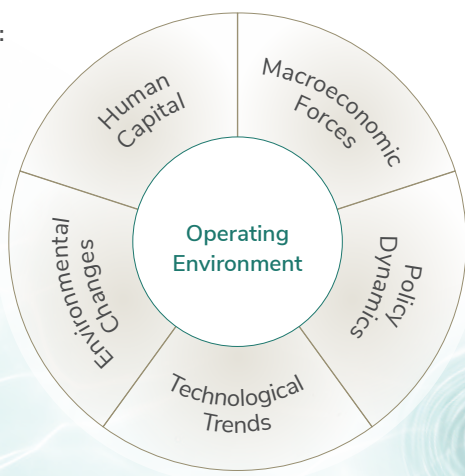 :
Human
Capital
Macroeconomic
Forces
Operating
Environment
Environmental
Changes
Policy
Dynamics
Technological
Trends